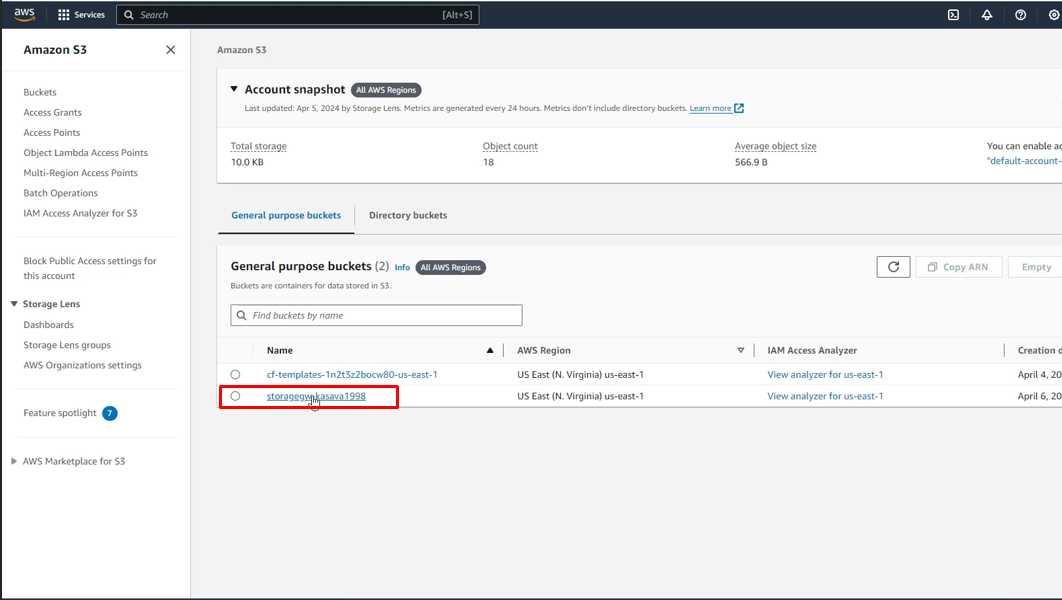 aws Services Search [Alt+S]
Amazon S3
Buckets
Access Grants
Access Points
Object Lambda Access Points
Multi-Region Access Points
Batch Operations
IAM Access Analyzer for S3
Block Public Access settings for
this account
Storage Lens
Dashboards
Storage Lens groups
AWS Organizations settings
Feature spotlight 7
AWS Marketplace for S3
Amazon S3
Account snapshot All AWS Regions
Last updated: Apr 5, 2024 by Storage Lens. Metrics are generated every 24 hours. Metrics don't include directory buckets. Learn more
Total storage Object count Average object size You can enable ad
10.0 KB 18 566.9 B "default-account-
General purpose buckets Directory buckets
General purpose buckets (2) Info All AWS Regions Copy ARN Empty
Buckets are containers for data stored in S3.
Find buckets by name
Name AWS Region IAM Access Analyzer Creation d
cf-templates-1n2t3z2bocw80-us-east-1 US East (N. Virginia) us-east-1 View analyzer for us-east-1 April 4, 20
US East (N. Virginia) us-east-1 View analyzer for us-east-1 April 6, 20